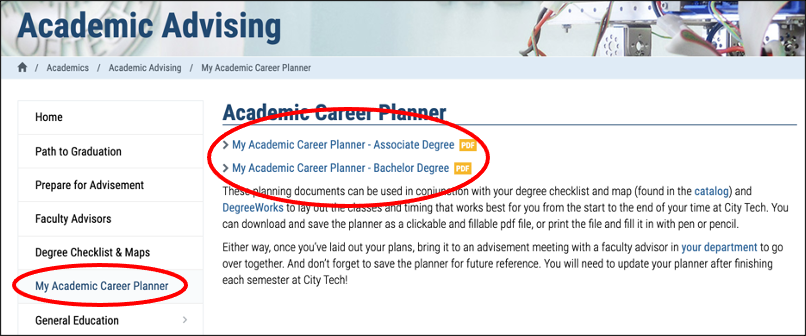 Academic Advising
/ Academics / Academic Advising / My Academic Career Planner
Home
Path to Graduation
Prepare for Advisement
Faculty Advisors
Degree Checklist & Maps
My Academic Career Planner
General Education
Academic Career Planner
My Academic Career Planner - Associate Degree PDF
My Academic Career Planner - Bachelor Degree PDF
These planning documents can be used in conjunction with your degree checklist and map (found in the catalog) and
DegreeWorks to lay out the classes and timing that works best for you from the start to the end of your time at City Tech. You
can download and save the planner as a clickable and fillable pdf file, or print the file and fill it in with pen or pencil.
Either way, once you've laid out your plans, bring it to an advisement meeting with a faculty advisor in your department to go
over together. And don't forget to save the planner for future reference. You will need to update your planner after finishing
each semester at City Tech!